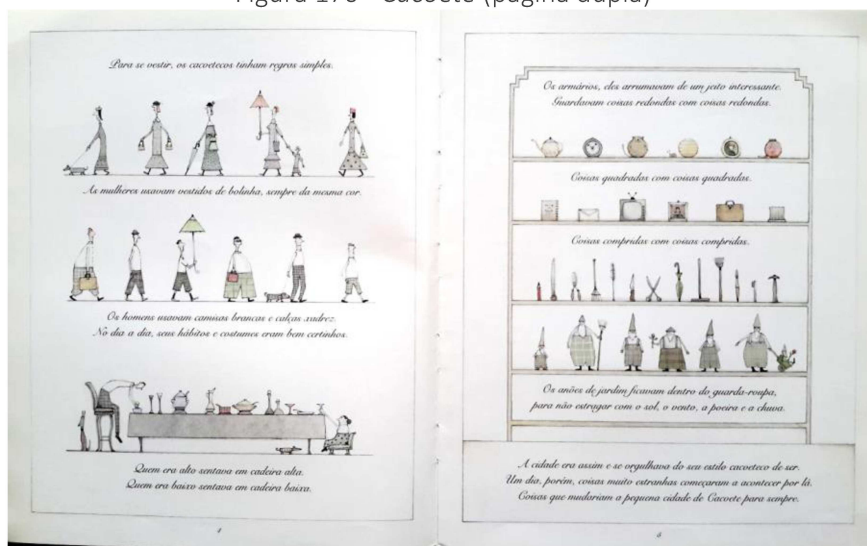 Figura 176 - Cacoete (página dupla)
Para se vestir, os cacoetecos tinham regras simples.
As mulheres usavam vestidos de bolinha, sempre da mesma cor.
Os homens usavam camisas brancas e calças xadrez.
No dia a dia, seus hábitos e costumes eram bem certinhos.
Quem era alto sentava em cadeira alta.
Quem era baixo sentava em cadeira baixa.
Os armários, eles arrumavam de um jeito interessante.
Guardavam coisas redondas com coisas redondas.
Coisas quadradas com coisas quadradas.
Coisas compridas com coisas compridas.
Os anões de jardim ficavam dentro do guarda-roupa,
para não estragar com o sol, o vento, a poeira e a chuva.
A cidade era assim e se orgulhava do seu estilo cacoeteco de ser.
Um dia, porém, coisas muito estranhas começaram a acontecer por lá.
Coisas que mudariam a pequena cidade de Cacoete para sempre.